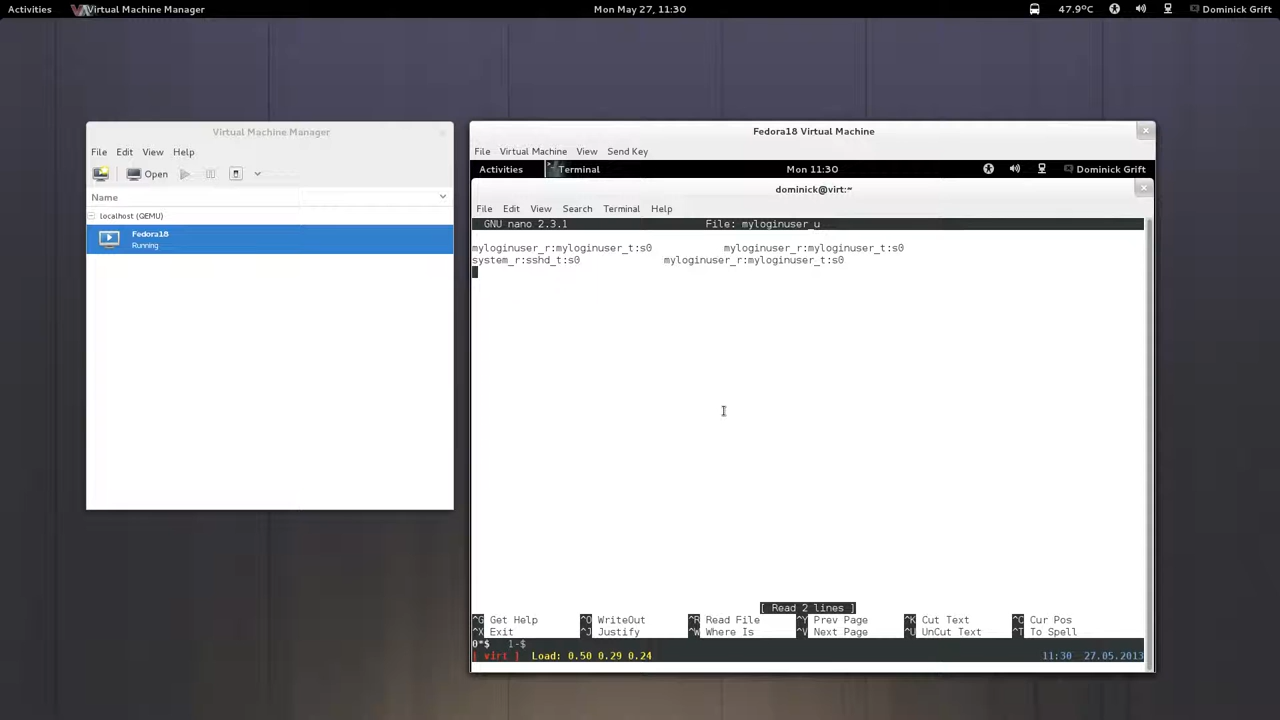 Activities Virtual Machine Manager Mon May 27, 11:30 47.9ºC Dominick Grift
Virtual Machine Manager
File Edit View Help
Open
Name
localhost (QEMU)
Fedora18
Running
Fedora18 Virtual Machine
File Virtual Machine View Send Key
Activities Terminal Mon 11:30 Dominick Grift
dominick@virt:~
File Edit View Search Terminal Help
GNU nano 2.3.1 File: myloginuser_u
myloginuser_r:myloginuser_t:s0 myloginuser_r:myloginuser_t:s0
system_r:sshd_t:s0 myloginuser_r:myloginuser_t:s0
[ Read 2 lines ]
^G Get Help ^O WriteOut ^R Read File ^Y Prev Page ^K Cut Text ^C Cur Pos
^X Exit ^J Justify ^W Where Is ^V Next Page ^U UnCut Text ^T To Spell
0*$ 1-$
[ virt ] Load: 0.50 0.29 0.24 11:30 27.05.2013